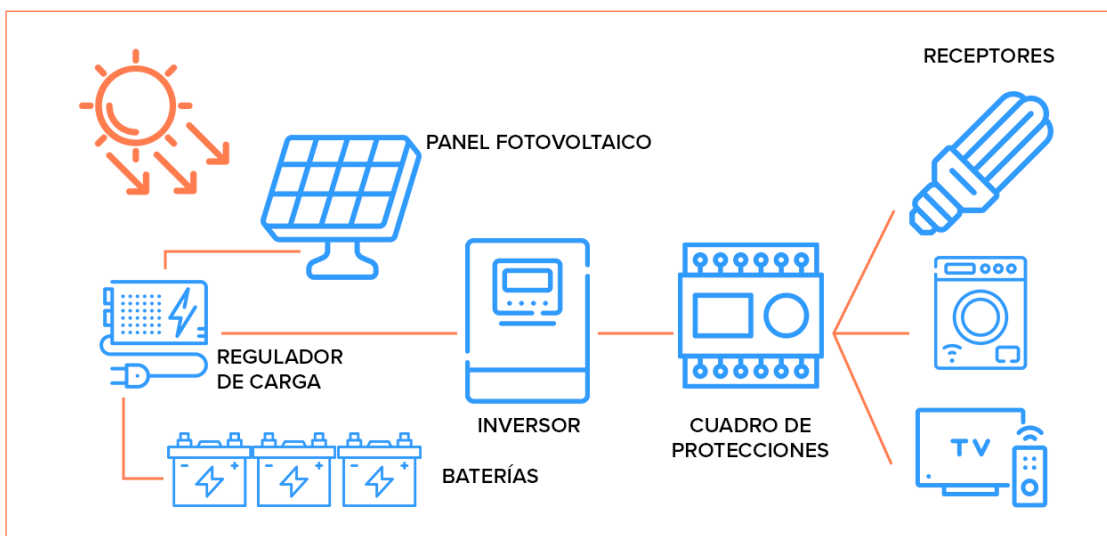 RECEPTORES
PANEL FOTOVOLTAICO
REGULADOR
DE CARGA
INVERSOR
CUADRO DE
PROTECCIONES
TV
BATERÍAS